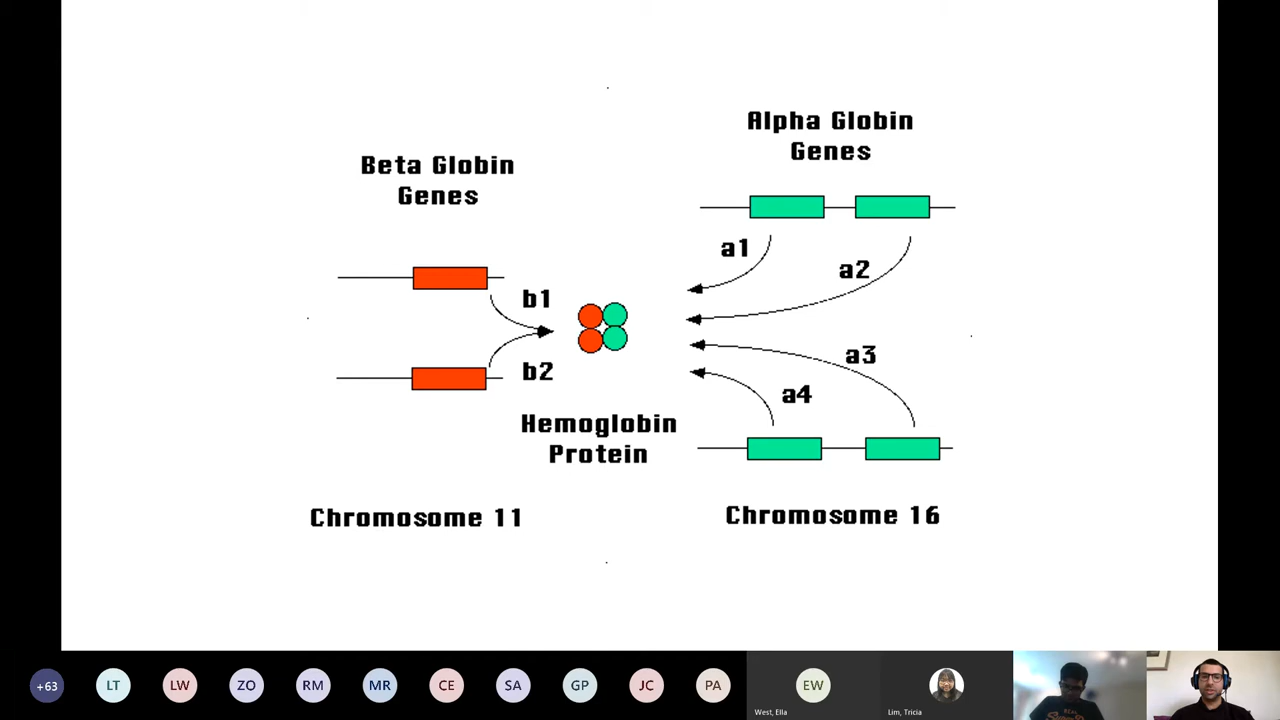 Alpha Globin
Genes
Beta Globin
Genes
a1
a2
b1
b2
a3
a4
Hemoglobin
Protein
Chromosome 11
Chromosome 16
+63
LT
LW
ZO
RM
MR
CE
SA
GP
JC
PA
EW
West, Ella
Lim, Tricia